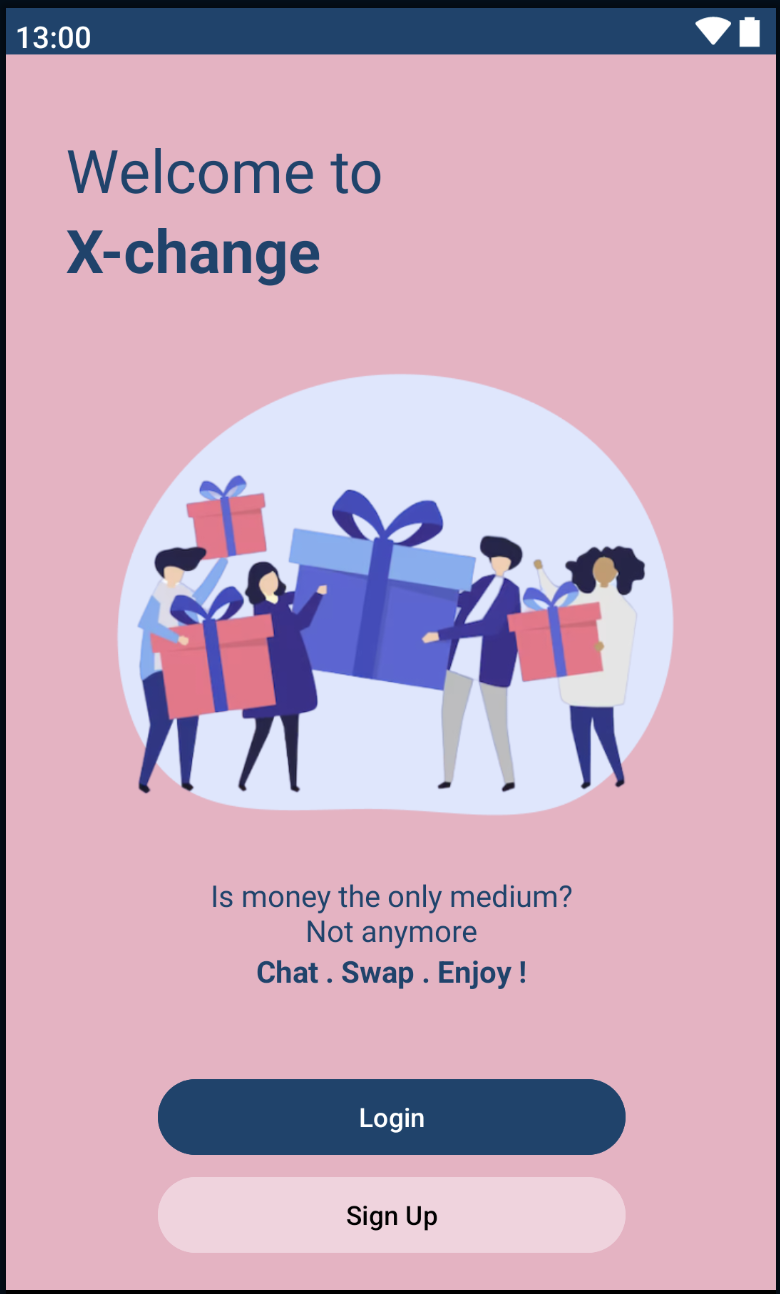 13:00
Welcome to
X-change
Is money the only medium?
Not anymore
Chat . Swap . Enjoy !
Login
Sign Up